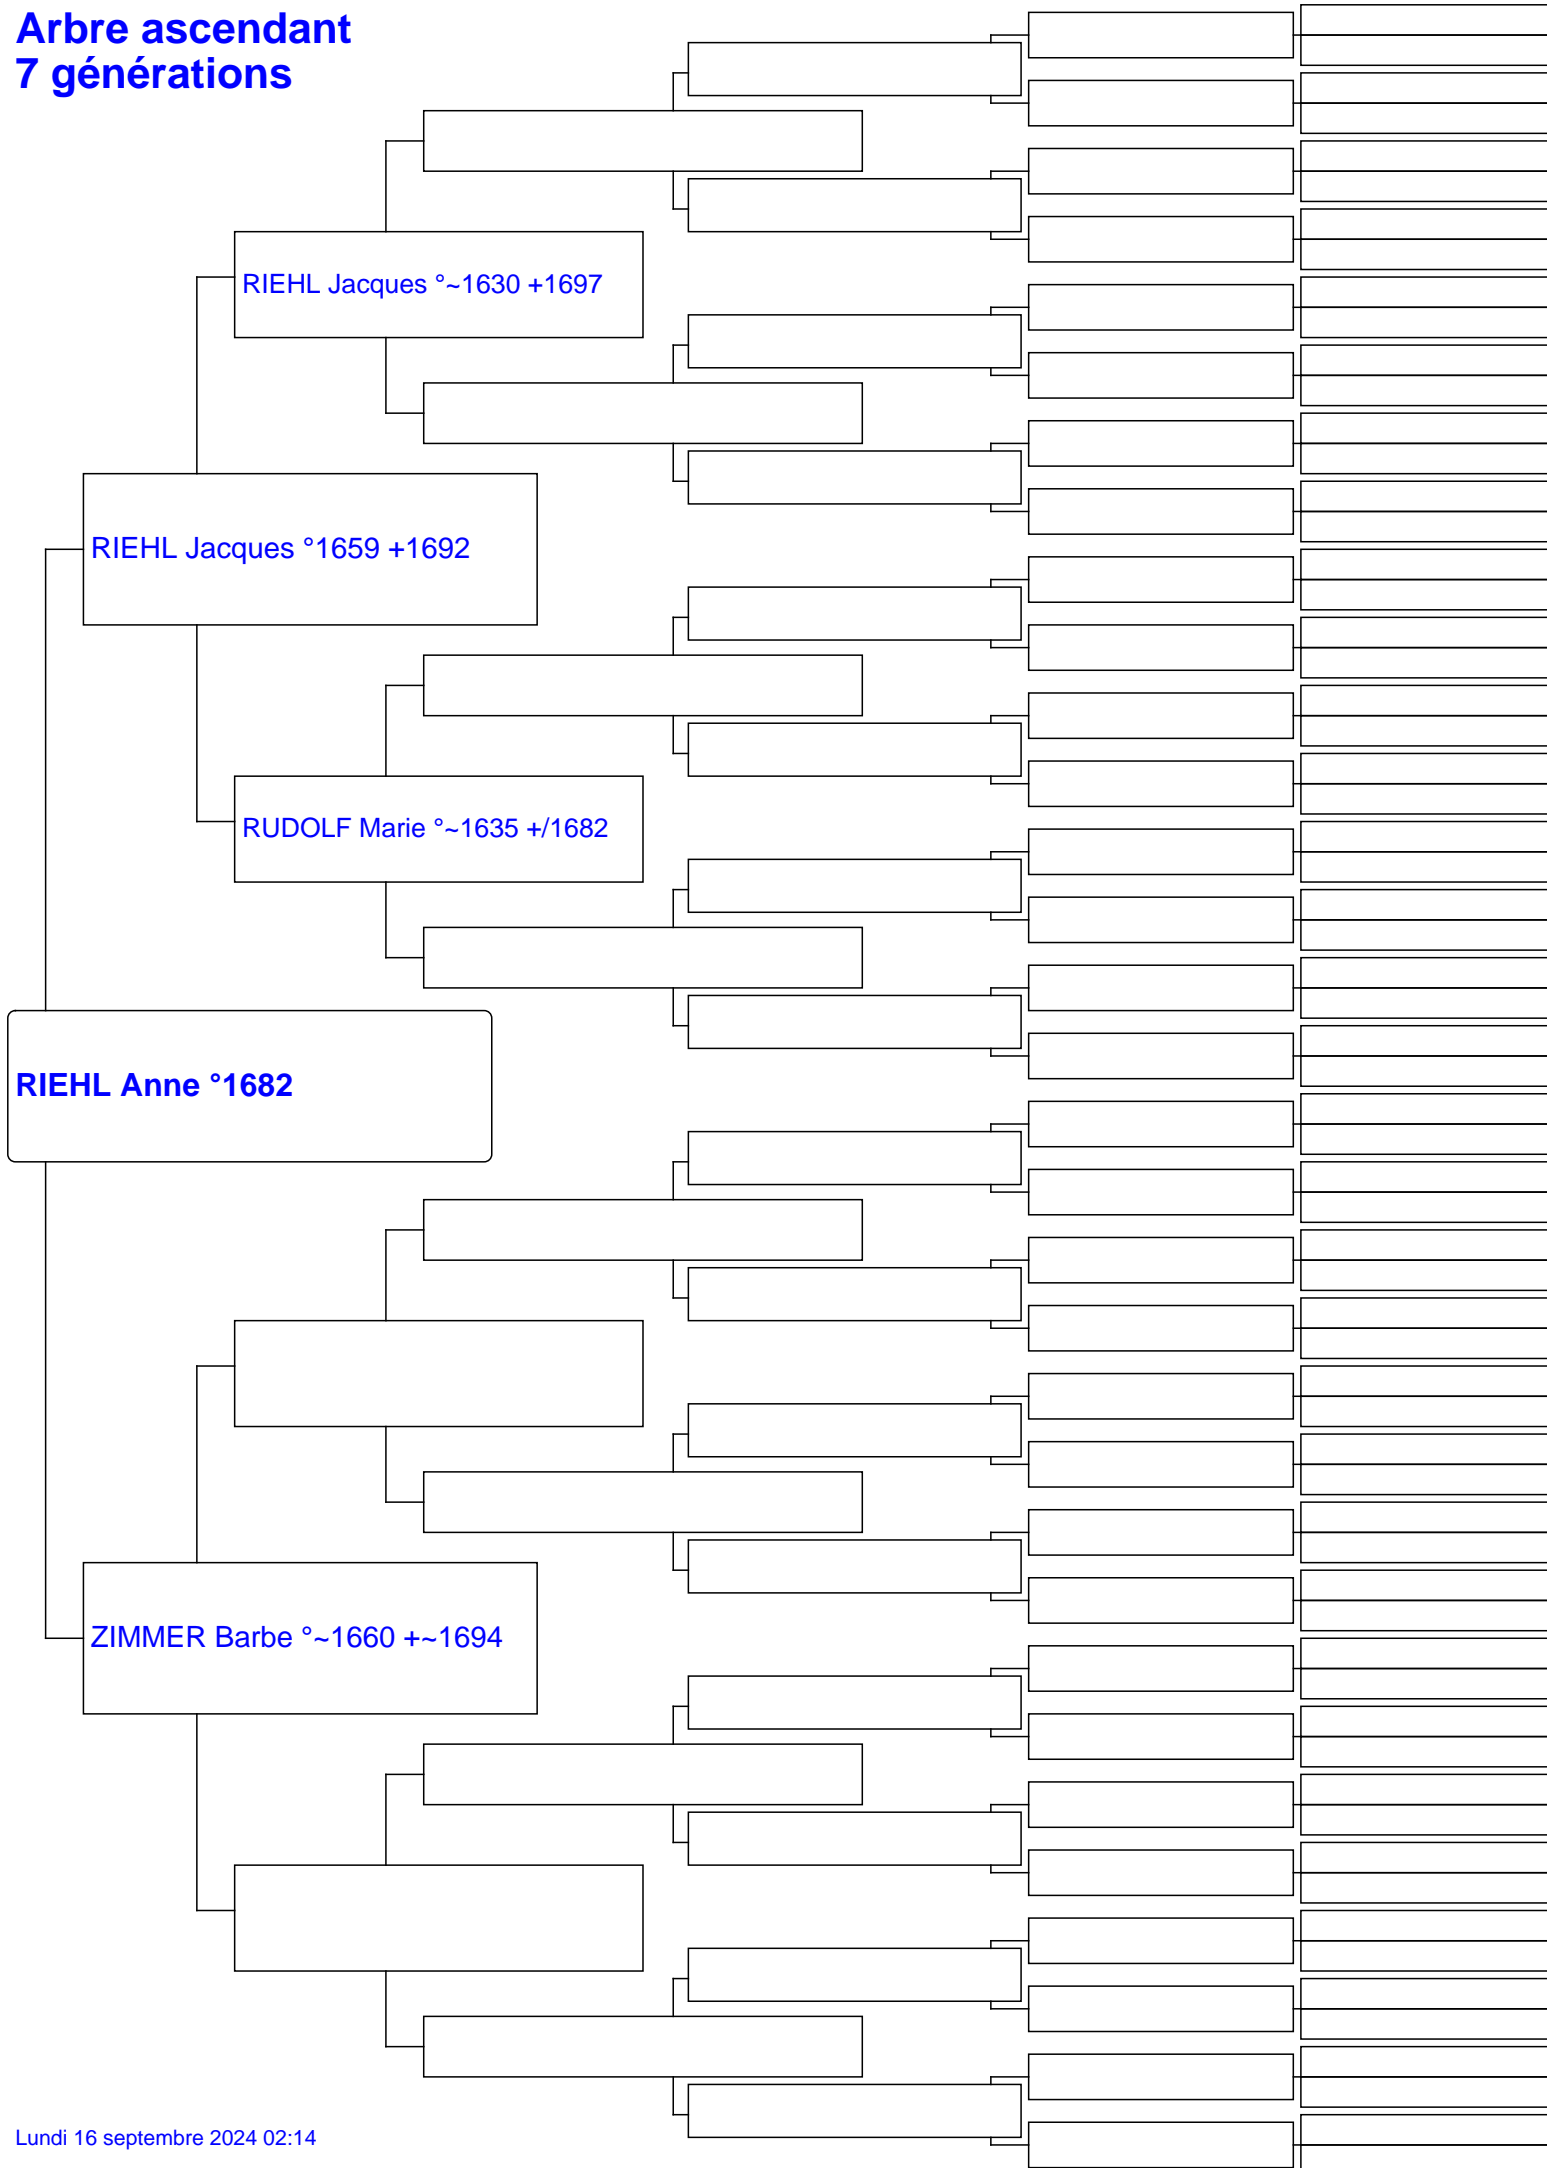 Arbre ascendant
7 générations
RIEHL Jacques °~1630 +1697
RIEHL Jacques °1659 +1692
RUDOLF Marie °~1635 +/1682
RIEHL Anne °1682
ZIMMER Barbe °~1660 +~1694
Lundi 16 septembre 2024 02:14